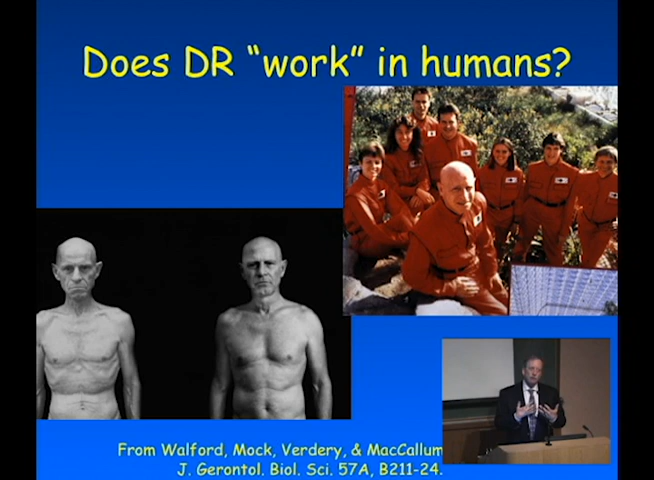 Does DR “work” in humans?
From Walford, Mock, Verdery, & MacCallum
J. Gerontol. Biol. Sci. 57A, B211-24.